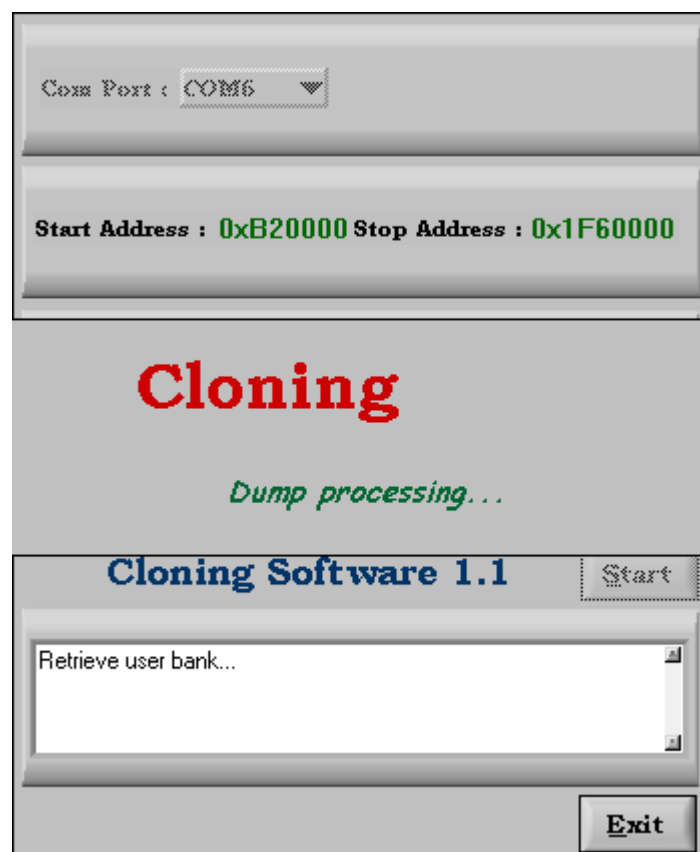 Com Port : COM6
Start Address : 0xB20000 Stop Address : 0x1F60000
Cloning
Dump processing...
Cloning Software 1.1 Start
Retrieve user bank...
Exit